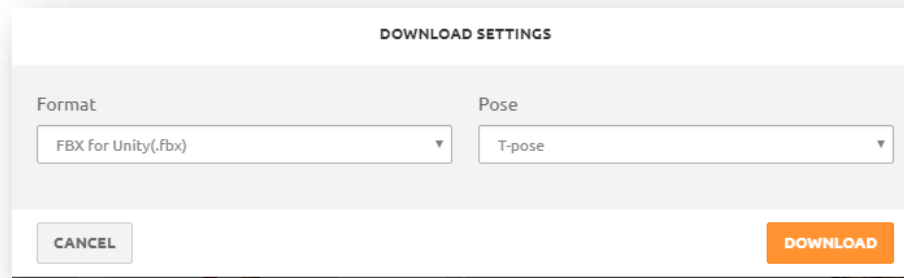 DOWNLOAD SETTINGS
Format
Pose
FBX for Unity(.fbx)
T-pose
CANCEL
DOWNLOAD